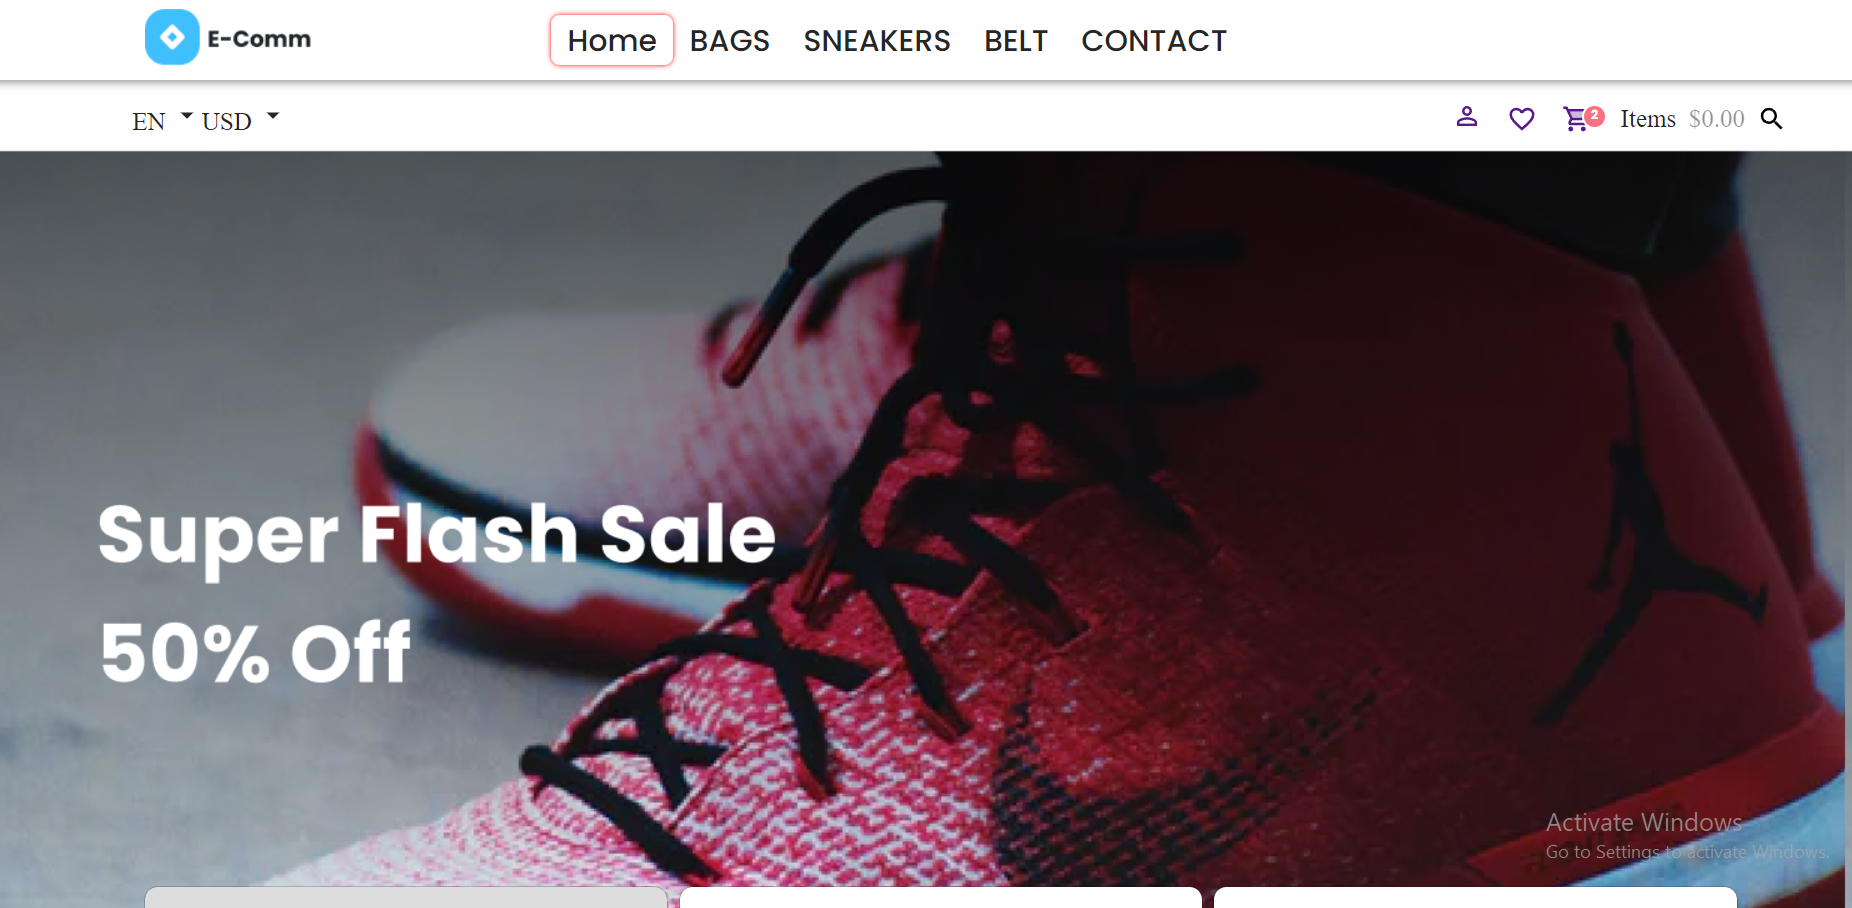 E-Comm
Home BAGS SNEAKERS BELT CONTACT
EN USD
2 Items $0.00
Super Flash Sale
50% Off
Activate Windows
Go to Settings to activate Windows.